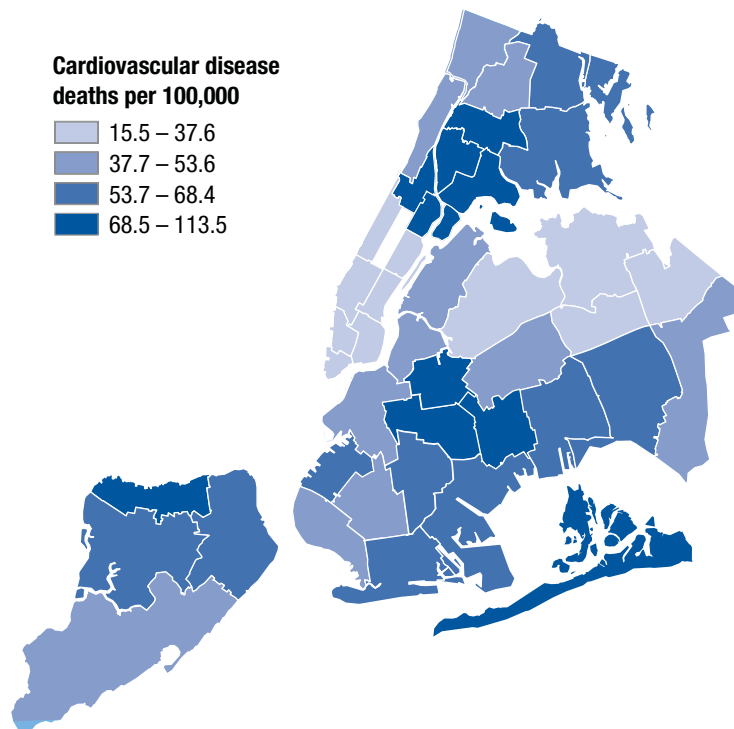 Cardiovascular disease
deaths per 100,000
15.5 – 37.6
37.7 – 53.6
53.7 – 68.4
68.5 – 113.5